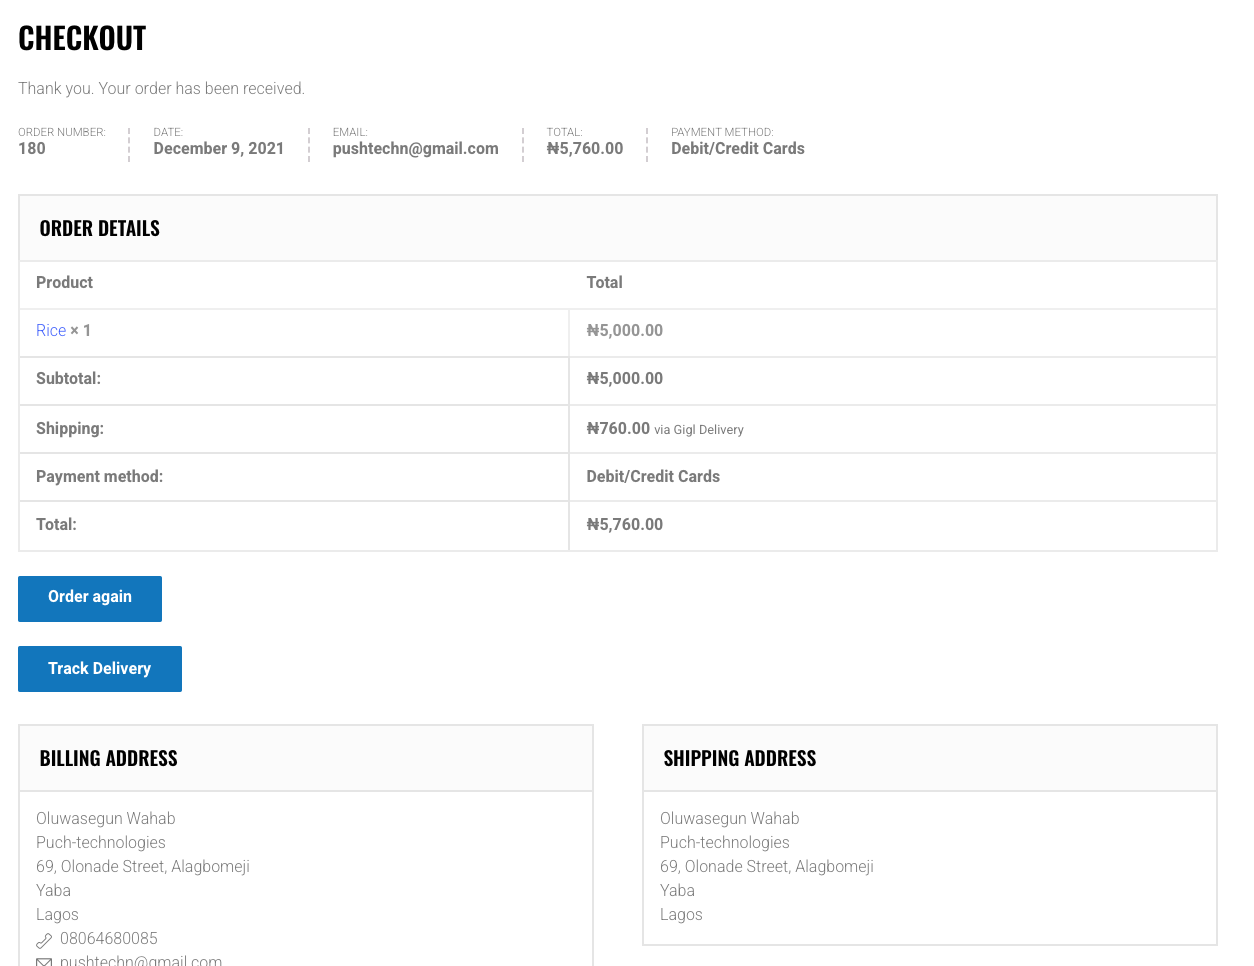 CHECKOUT
Thank you. Your order has been received.
ORDER NUMBER: DATE: EMAIL: TOTAL: PAYMENT METHOD:
180 December 9, 2021 pushtechn@gmail.com ₦5,760.00 Debit/Credit Cards
ORDER DETAILS
Product Total
Rice × 1 ₦5,000.00
Subtotal: ₦5,000.00
Shipping: ₦760.00 via Gigl Delivery
Payment method: Debit/Credit Cards
Total: ₦5,760.00
Order again
Track Delivery
BILLING ADDRESS
Oluwasegun Wahab
Puch-technologies
69, Olonade Street, Alagbomeji
Yaba
Lagos
08064680085
pushtechn@gmail.com
SHIPPING ADDRESS
Oluwasegun Wahab
Puch-technologies
69, Olonade Street, Alagbomeji
Yaba
Lagos